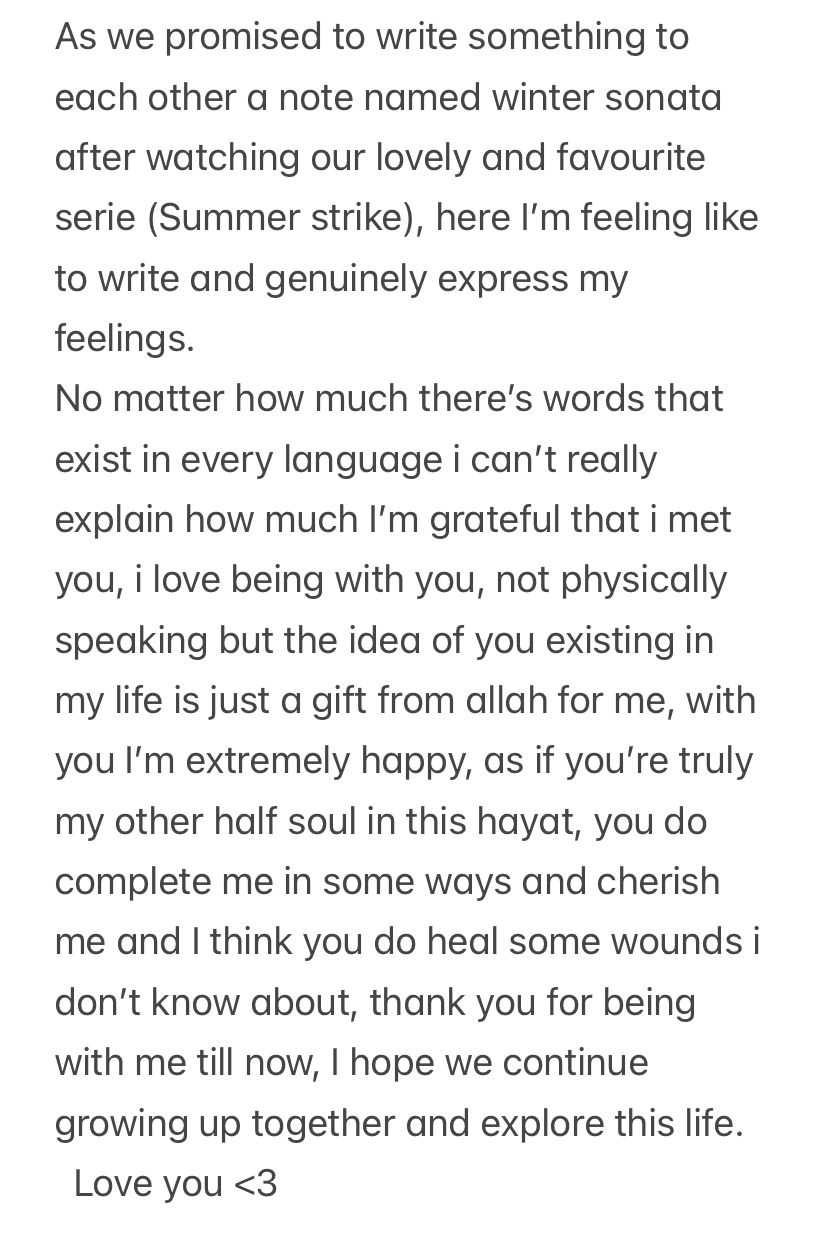 As we promised to write something to
each other a note named winter sonata
after watching our lovely and favourite
serie (Summer strike), here I’m feeling like
to write and genuinely express my
feelings.
No matter how much there’s words that
exist in every language i can’t really
explain how much I’m grateful that i met
you, i love being with you, not physically
speaking but the idea of you existing in
my life is just a gift from allah for me, with
you I’m extremely happy, as if you’re truly
my other half soul in this hayat, you do
complete me in some ways and cherish
me and I think you do heal some wounds i
don’t know about, thank you for being
with me till now, I hope we continue
growing up together and explore this life.
Love you <3